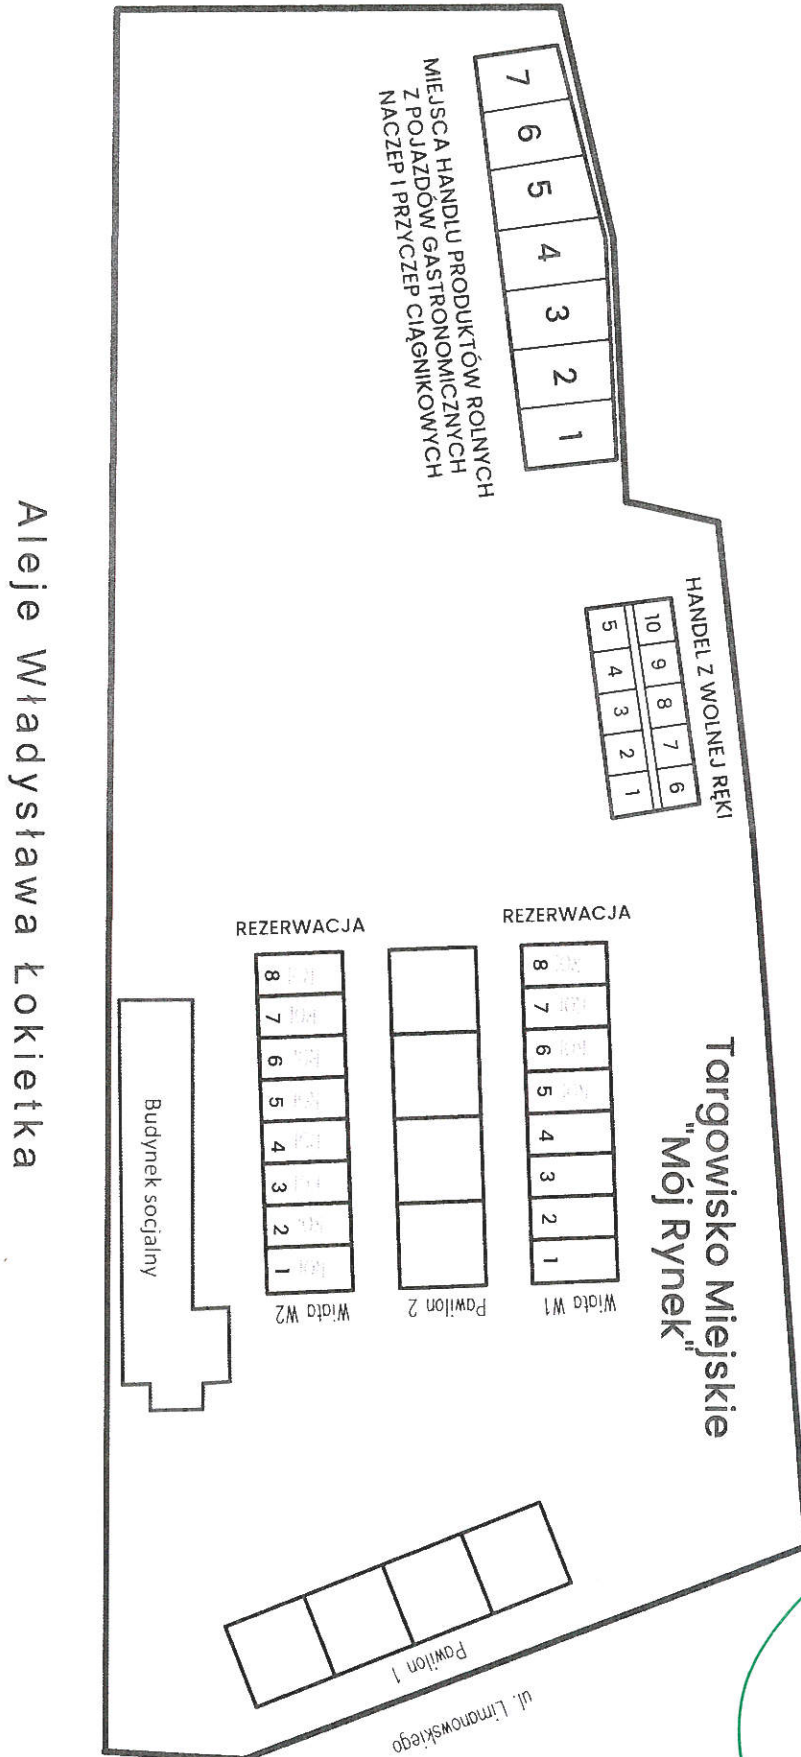 7
6
5
4
3
2
1
MIEJSCA HANDLU PRODUKTÓW ROLNYCH
Z POJAZDÓW GASTRONOMICZNYCH
NACZEP I PRZYCZEP CIĄGNIKOWYCH
HANDEL Z WOLNEJ RĘKI
10 9 8 7 6
5 4 3 2 1
Targowisko Miejskie
"Mój Rynek"
REZERWACJA
8
7
6
5
4
3
2
1
Wiata W1
Pawilon 2
REZERWACJA
8
7
6
5
4
3
2
1
Wiata W2
Budynek socjalny
Pawilon 1
ul. Limanowskiego
Aleje Władysława Łokietka